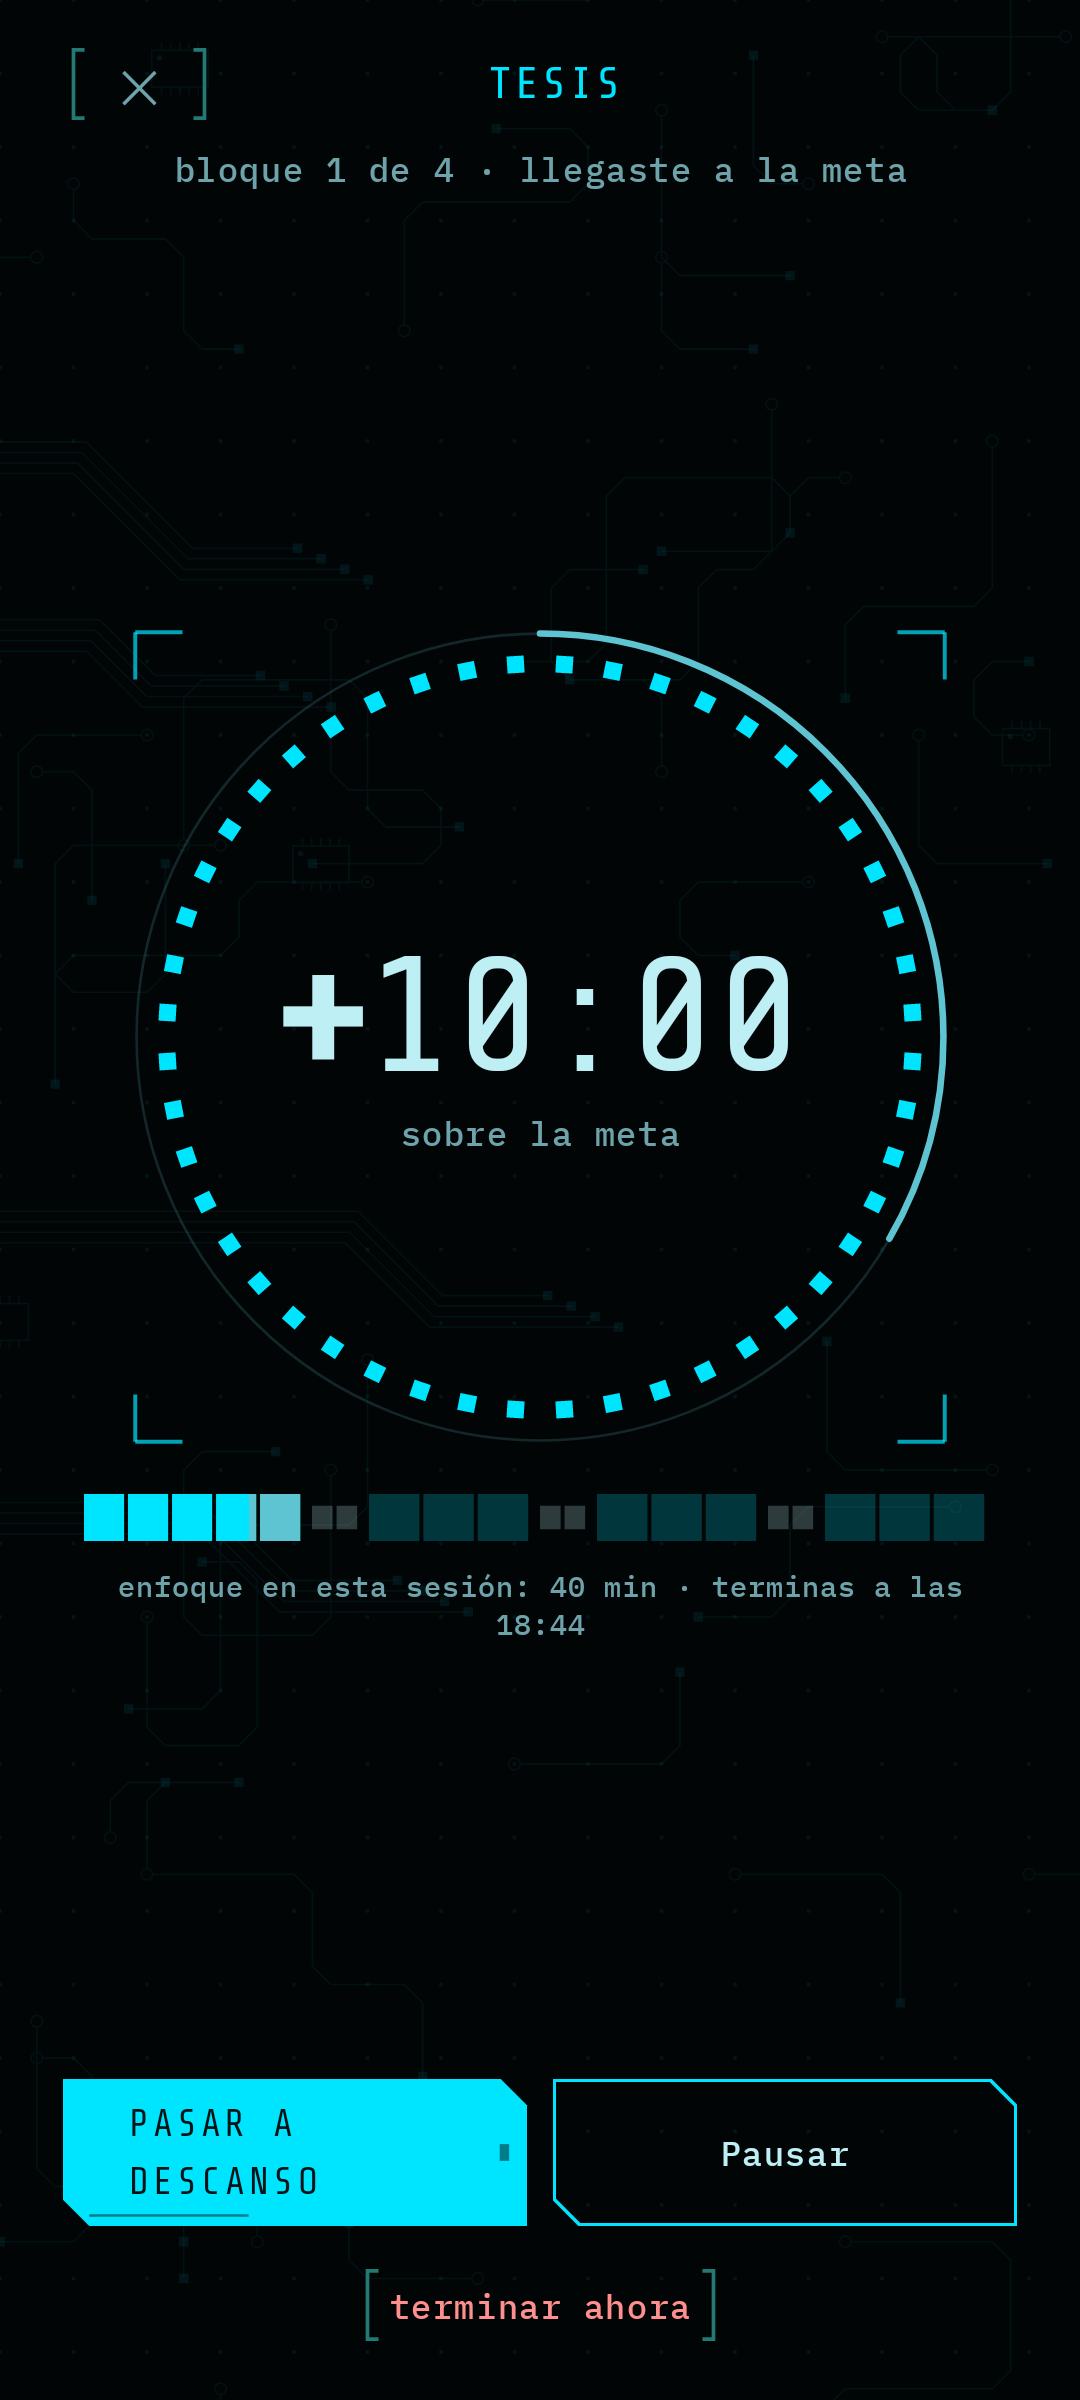 [ × ] TESIS
bloque 1 de 4 · llegaste a la meta
+10:00
sobre la meta
enfoque en esta sesión: 40 min · terminas a las
18:44
PASAR A
DESCANSO
Pausar
[terminar ahora]